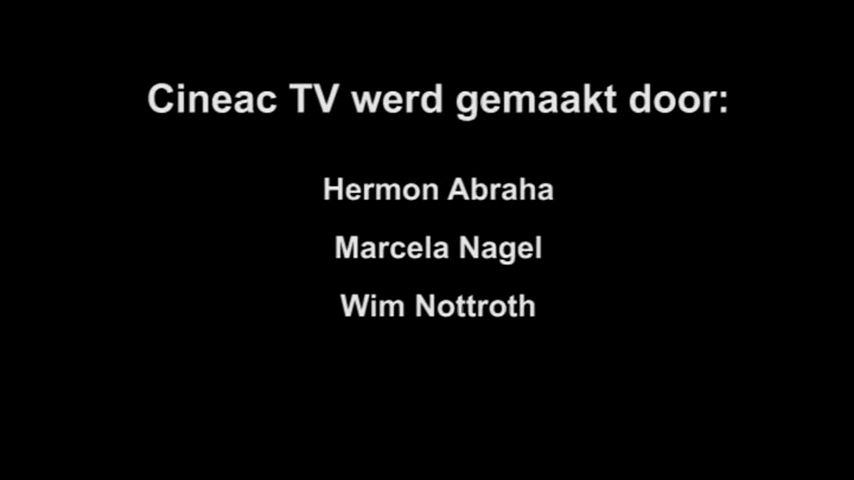 Cineac TV werd gemaakt door:
Hermon Abraha
Marcela Nagel
Wim Nottroth